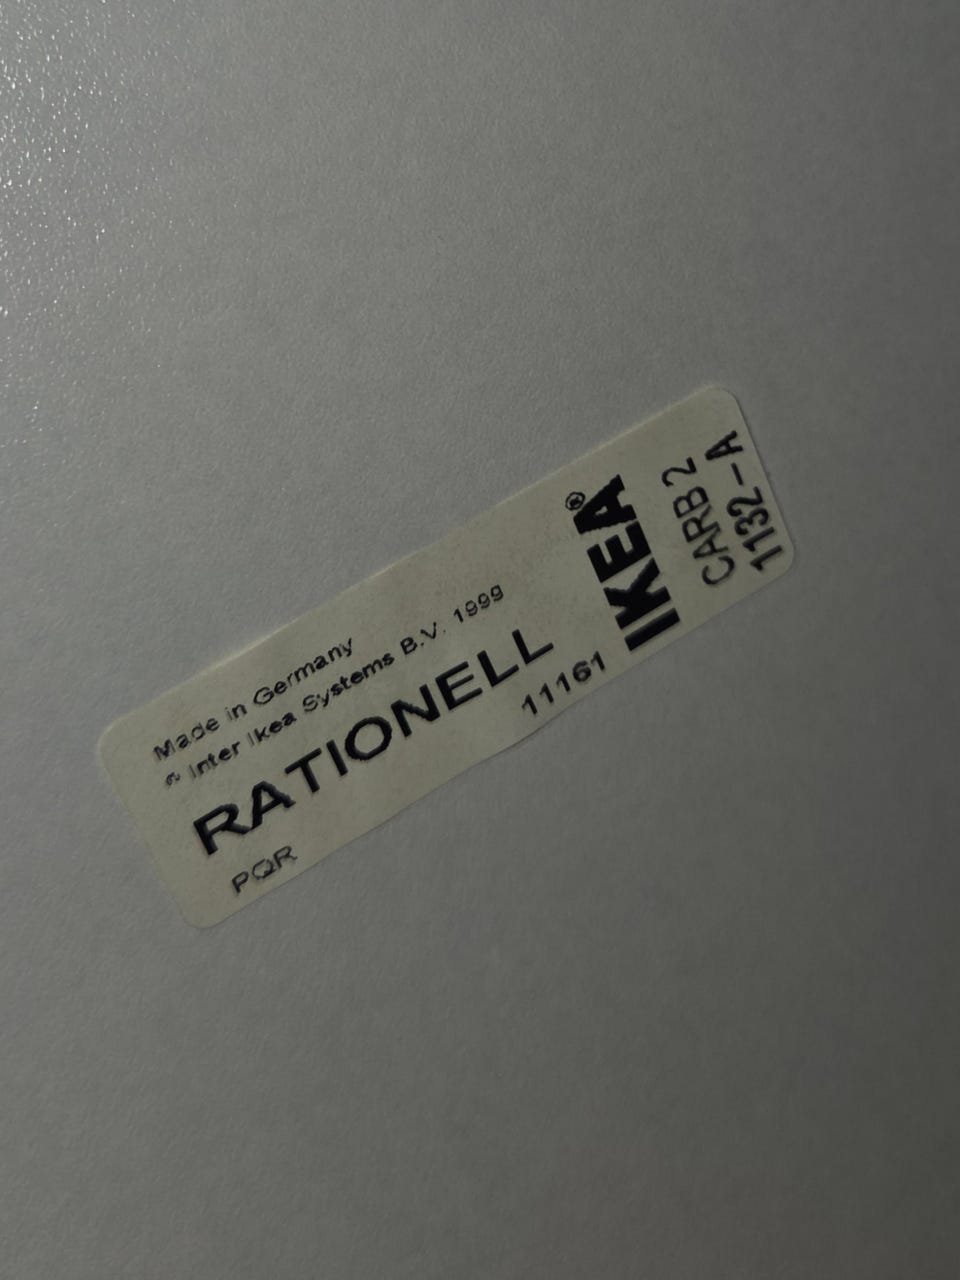 Made in Germany
© Inter Ikea Systems B.V. 1999
RATIONELL
PQR
11161
IKEA®
CARB 2
1132-A